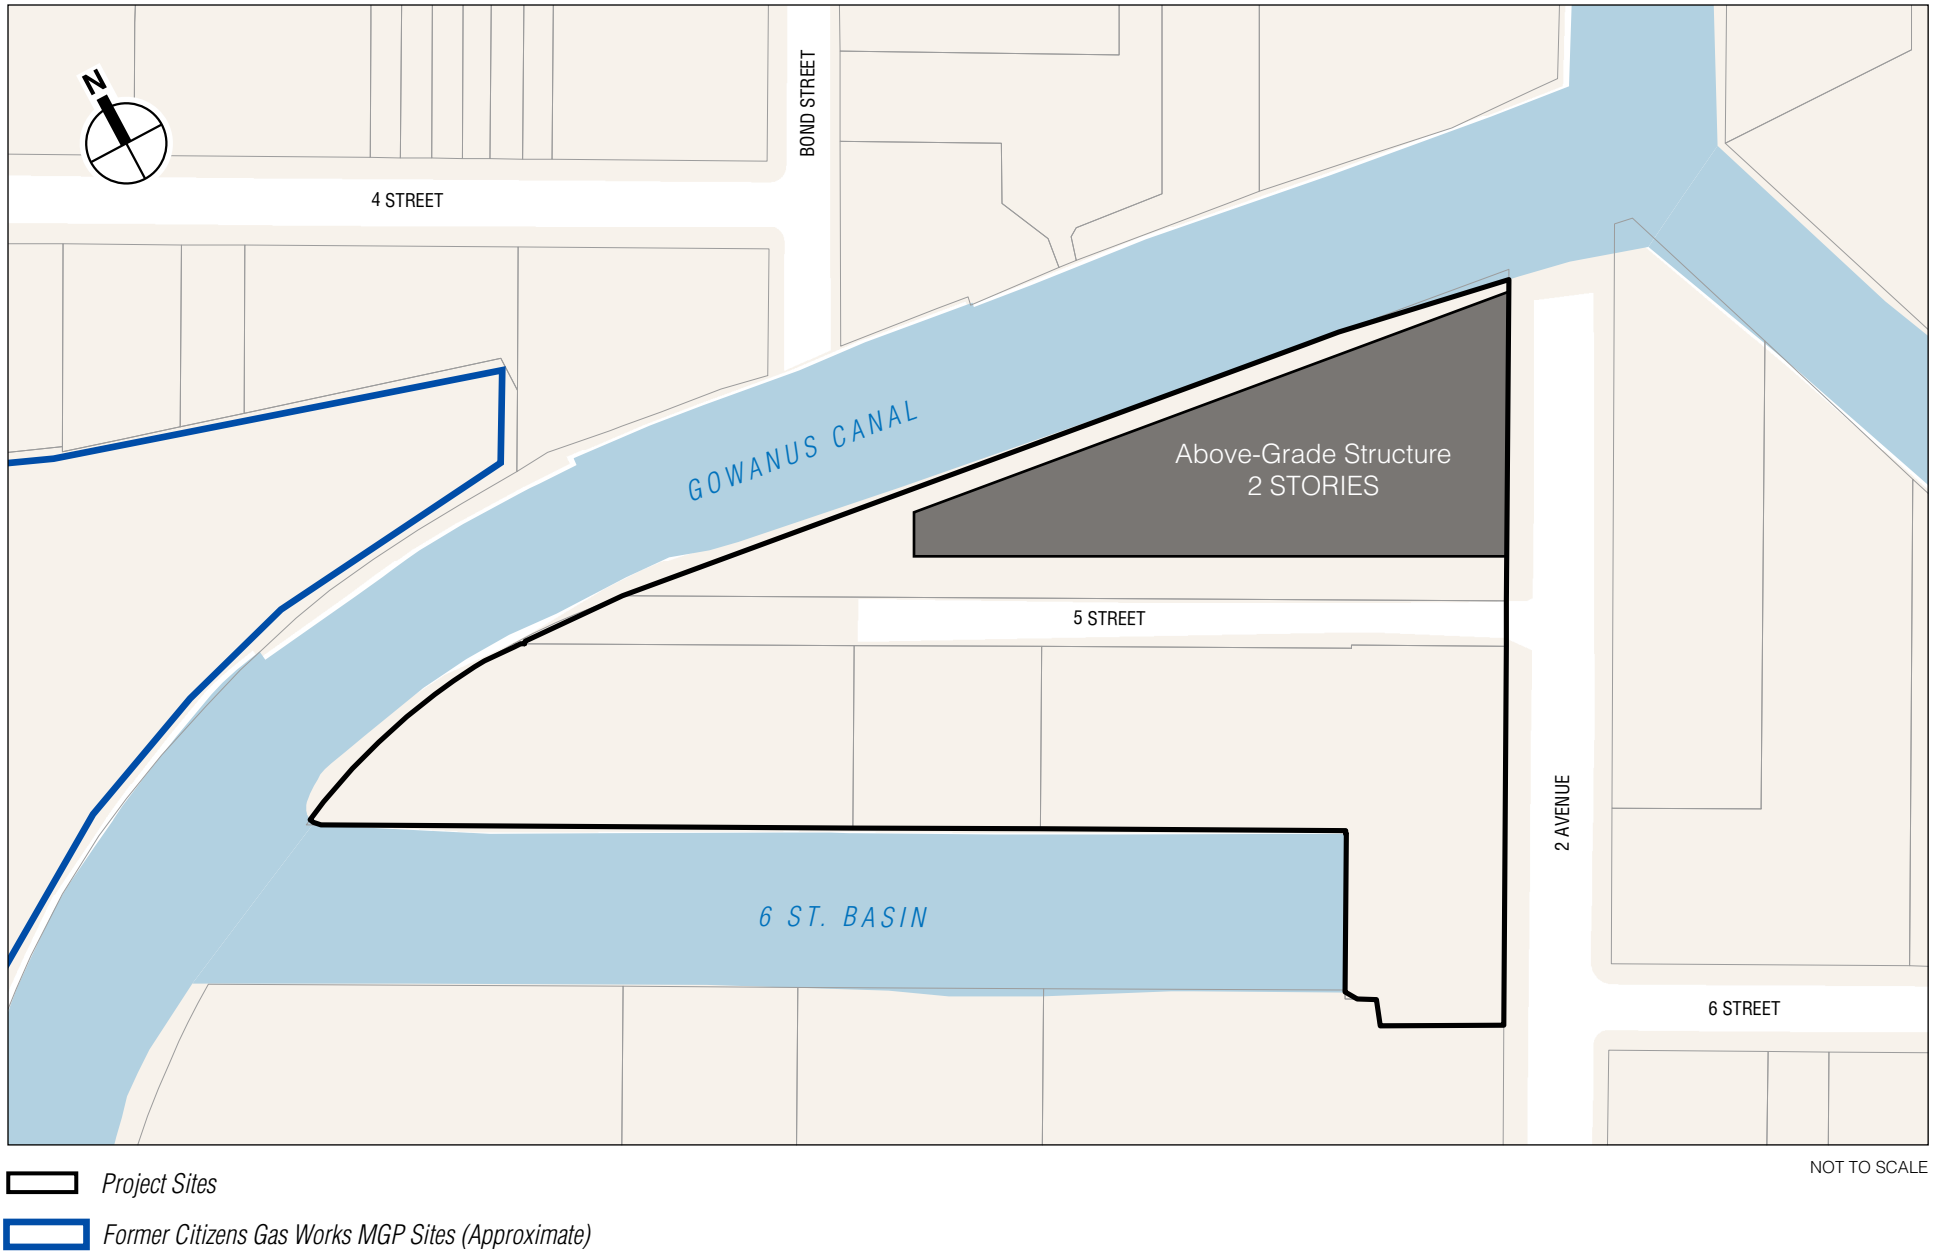 N
BOND STREET
4 STREET
GOWANUS CANAL
Above-Grade Structure
2 STORIES
5 STREET
2 AVENUE
6 ST. BASIN
6 STREET
NOT TO SCALE
Project Sites
Former Citizens Gas Works MGP Sites (Approximate)